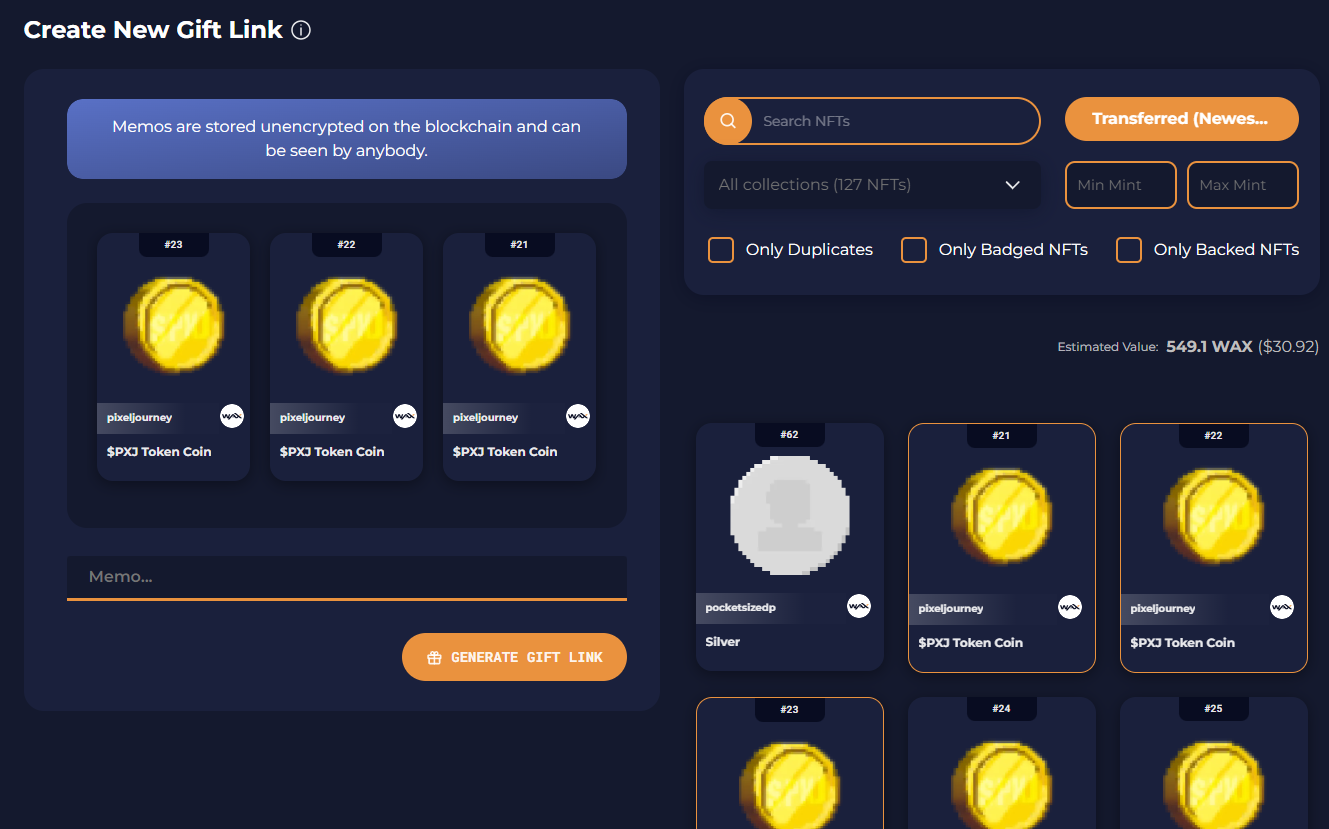 Create New Gift Link
Memos are stored unencrypted on the blockchain and can
be seen by anybody.
#23
#22
#21
pixeljourney
pixeljourney
pixeljourney
$PXJ Token Coin
$PXJ Token Coin
$PXJ Token Coin
Memo...
GENERATE GIFT LINK
Search NFTs
Transferred (Newes...
All collections (127 NFTs)
Min Mint
Max Mint
Only Duplicates
Only Badged NFTs
Only Backed NFTs
Estimated Value: 549.1 WAX ($30.92)
#62
#21
#22
pocketsizedp
pixeljourney
pixeljourney
Silver
$PXJ Token Coin
$PXJ Token Coin
#23
#24
#25